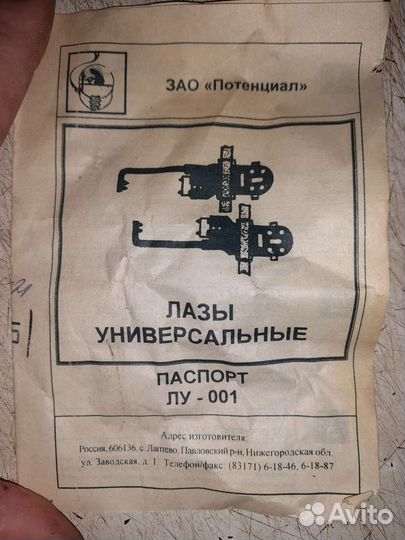 ЗАО «Потенциал»
ЛАЗЫ
УНИВЕРСАЛЬНЫЕ
ПАСПОРТ
ЛУ - 001
Адрес изготовителя:
Россия, 606136, с. Лаптево, Павловский р-н, Нижегородская обл.
ул. Заводская, д. 1 Телефон/факс: (83171) 6-18-46, 6-18-87
Avito